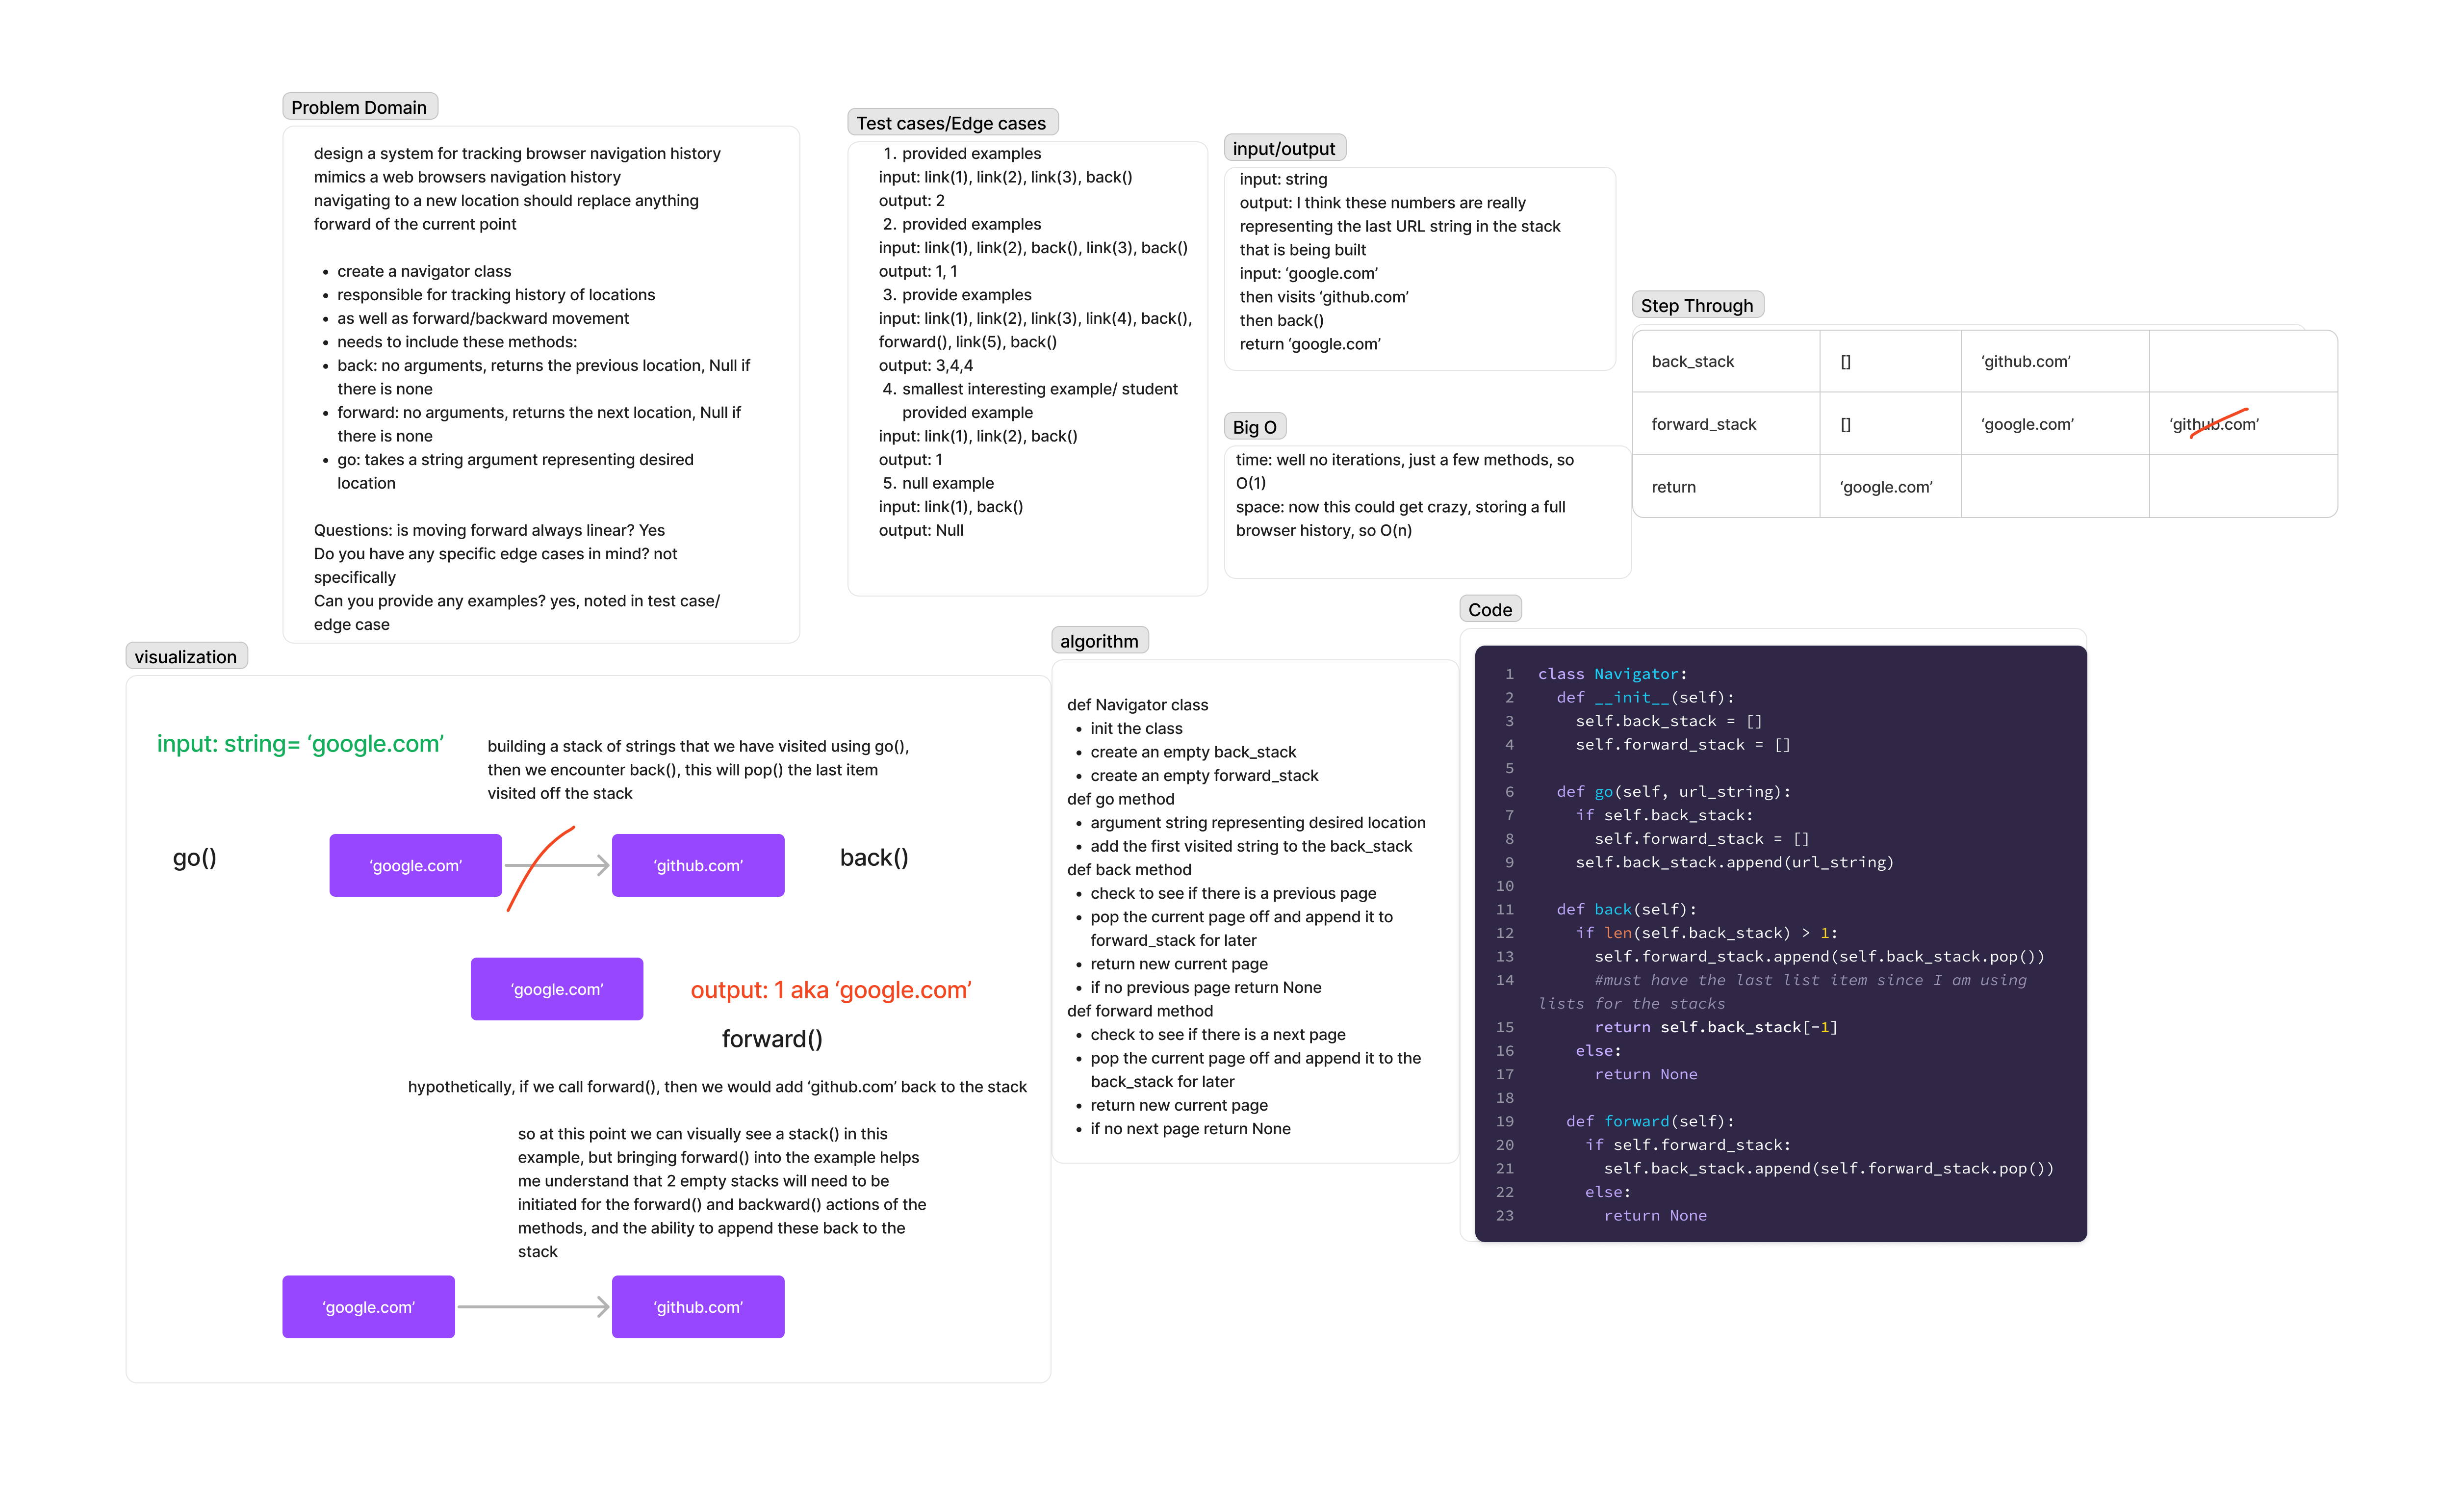 Problem Domain
design a system for tracking browser navigation history
mimics a web browsers navigation history
navigating to a new location should replace anything
forward of the current point
• create a navigator class
• responsible for tracking history of locations
• as well as forward/backward movement
• needs to include these methods:
• back: no arguments, returns the previous location, Null if
there is none
• forward: no arguments, returns the next location, Null if
there is none
• go: takes a string argument representing desired
location
Questions: is moving forward always linear? Yes
Do you have any specific edge cases in mind? not
specifically
Can you provide any examples? yes, noted in test case/
edge case
Test cases/Edge cases
1. provided examples
input: link(1), link(2), link(3), back()
output: 2
2. provided examples
input: link(1), link(2), back(), link(3), back()
output: 1, 1
3. provide examples
input: link(1), link(2), link(3), link(4), back(),
forward(), link(5), back()
output: 3,4,4
4. smallest interesting example/ student
provided example
input: link(1), link(2), back()
output: 1
5. null example
input: link(1), back()
output: Null
input/output
input: string
output: I think these numbers are really
representing the last URL string in the stack
that is being built
input: ‘google.com’
then visits ‘github.com’
then back()
return ‘google.com’
Big O
time: well no iterations, just a few methods, so
O(1)
space: now this could get crazy, storing a full
browser history, so O(n)
Step Through
back_stack [] ‘github.com’
forward_stack [] ‘google.com’ ‘github.com’
return ‘google.com’
visualization
input: string= ‘google.com’
building a stack of strings that we have visited using go(),
then we encounter back(), this will pop() the last item
visited off the stack
go() ‘google.com’ ‘github.com’ back()
‘google.com’ output: 1 aka ‘google.com’
forward()
hypothetically, if we call forward(), then we would add ‘github.com’ back to the stack
so at this point we can visually see a stack() in this
example, but bringing forward() into the example helps
me understand that 2 empty stacks will need to be
initiated for the forward() and backward() actions of the
methods, and the ability to append these back to the
stack
‘google.com’ ‘github.com’
algorithm
def Navigator class
• init the class
• create an empty back_stack
• create an empty forward_stack
def go method
• argument string representing desired location
• add the first visited string to the back_stack
def back method
• check to see if there is a previous page
• pop the current page off and append it to
forward_stack for later
• return new current page
• if no previous page return None
def forward method
• check to see if there is a next page
• pop the current page off and append it to the
back_stack for later
• return new current page
• if no next page return None
Code
1 class Navigator:
2 def __init__(self):
3 self.back_stack = []
4 self.forward_stack = []
5
6 def go(self, url_string):
7 if self.back_stack:
8 self.forward_stack = []
9 self.back_stack.append(url_string)
10
11 def back(self):
12 if len(self.back_stack) > 1:
13 self.forward_stack.append(self.back_stack.pop())
14 #must have the last list item since I am using
lists for the stacks
15 return self.back_stack[-1]
16 else:
17 return None
18
19 def forward(self):
20 if self.forward_stack:
21 self.back_stack.append(self.forward_stack.pop())
22 else:
23 return None